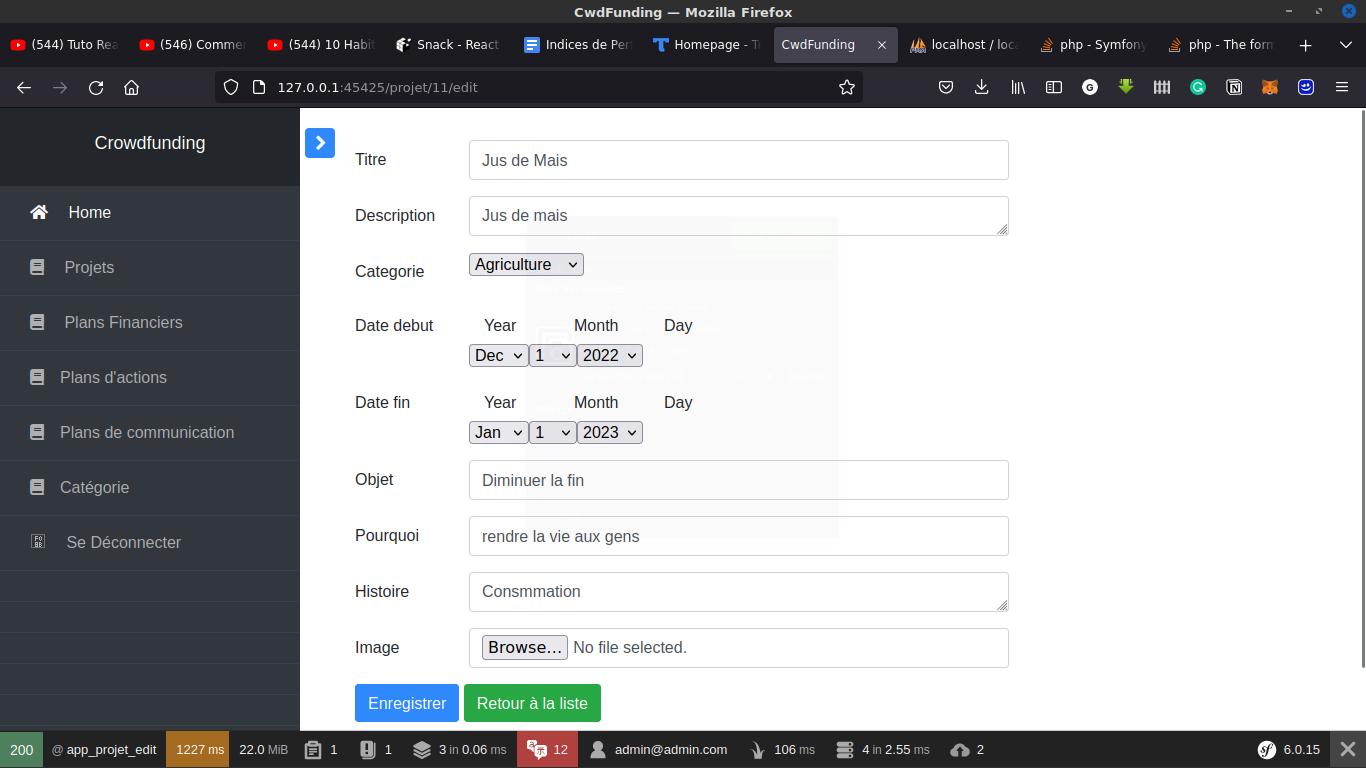 CwdFunding — Mozilla Firefox
(544) Tuto Rea
(546) Commen
(544) 10 Habit
Snack - React
Indices de Per
Homepage - T
CwdFunding
localhost / loc
php - Symfony
php - The form
127.0.0.1:45425/projet/11/edit
Crowdfunding
Home
Projets
Plans Financiers
Plans d'actions
Plans de communication
Catégorie
Se Déconnecter
Titre
Jus de Mais
Description
Jus de mais
Categorie
Agriculture
Date debut
Year Month Day
Dec 1 2022
Date fin
Year Month Day
Jan 1 2023
Objet
Diminuer la fin
Pourquoi
rendre la vie aux gens
Histoire
Consmmation
Image
Browse... No file selected.
Enregistrer Retour à la liste
200 @ app_projet_edit 1227 ms 22.0 MiB 1 1 3 in 0.06 ms 12 admin@admin.com 106 ms 4 in 2.55 ms 2 sf 6.0.15